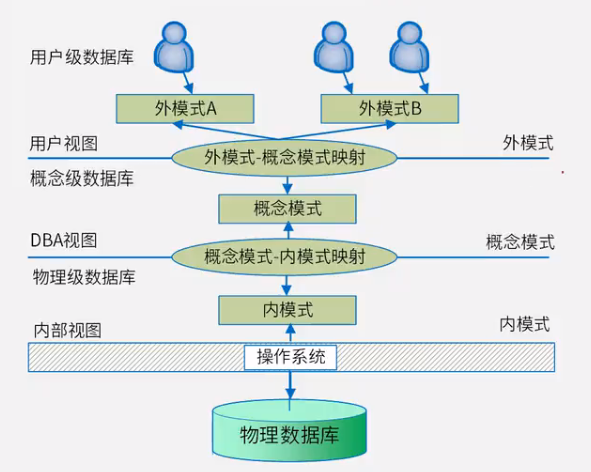 用户级数据库
外模式A
外模式B
用户视图
外模式-概念模式映射
外模式
概念级数据库
概念模式
DBA视图
概念模式-内模式映射
概念模式
物理级数据库
内模式
内部视图
内模式
操作系统
物理数据库